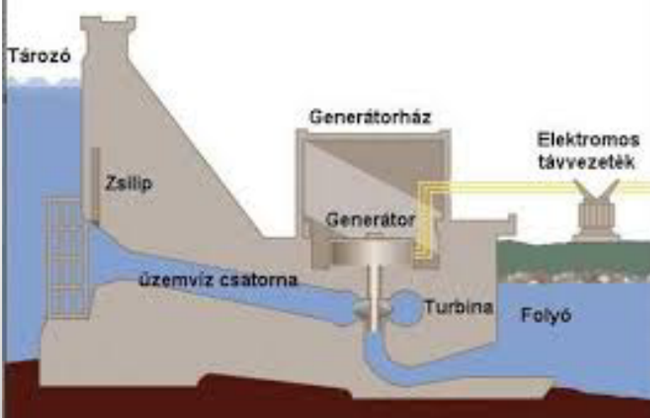 Tározó
Generátorház
Elektromos
távvezeték
Zsilip
Generátor
üzemvíz csatorna
Turbina
Folyó